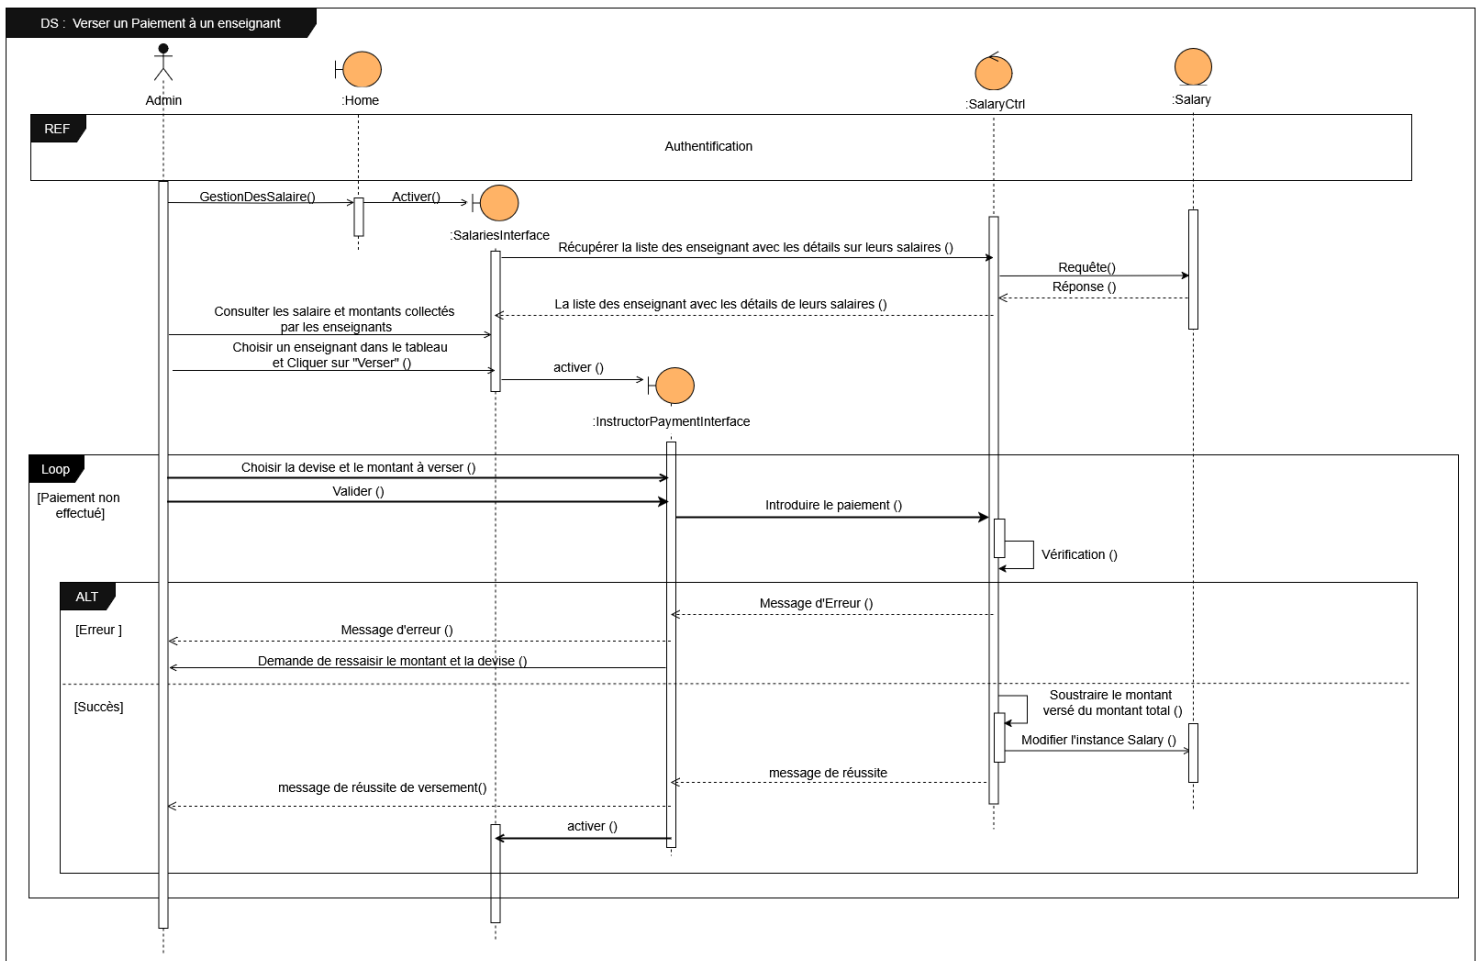 DS :  Verser un Paiement à un enseignant
Admin
:Home
:SalaryCtrl
:Salary
REF
Authentification
GestionDesSalaire()
Activer()
:SalariesInterface
Récupérer la liste des enseignant avec les détails sur leurs salaires ()
Requête()
Réponse ()
La liste des enseignant avec les détails de leurs salaires ()
Consulter les salaire et montants collectés
par les enseignants
Choisir un enseignant dans le tableau
et Cliquer sur "Verser" ()
activer ()
:InstructorPaymentInterface
Loop
[Paiement non
effectué]
Choisir la devise et le montant à verser ()
Valider ()
Introduire le paiement ()
Vérification ()
ALT
[Erreur ]
Message d'Erreur ()
Message d'erreur ()
Demande de ressaisir le montant et la devise ()
[Succès]
Soustraire le montant
versé du montant total ()
Modifier l'instance Salary ()
message de réussite
message de réussite de versement()
activer ()